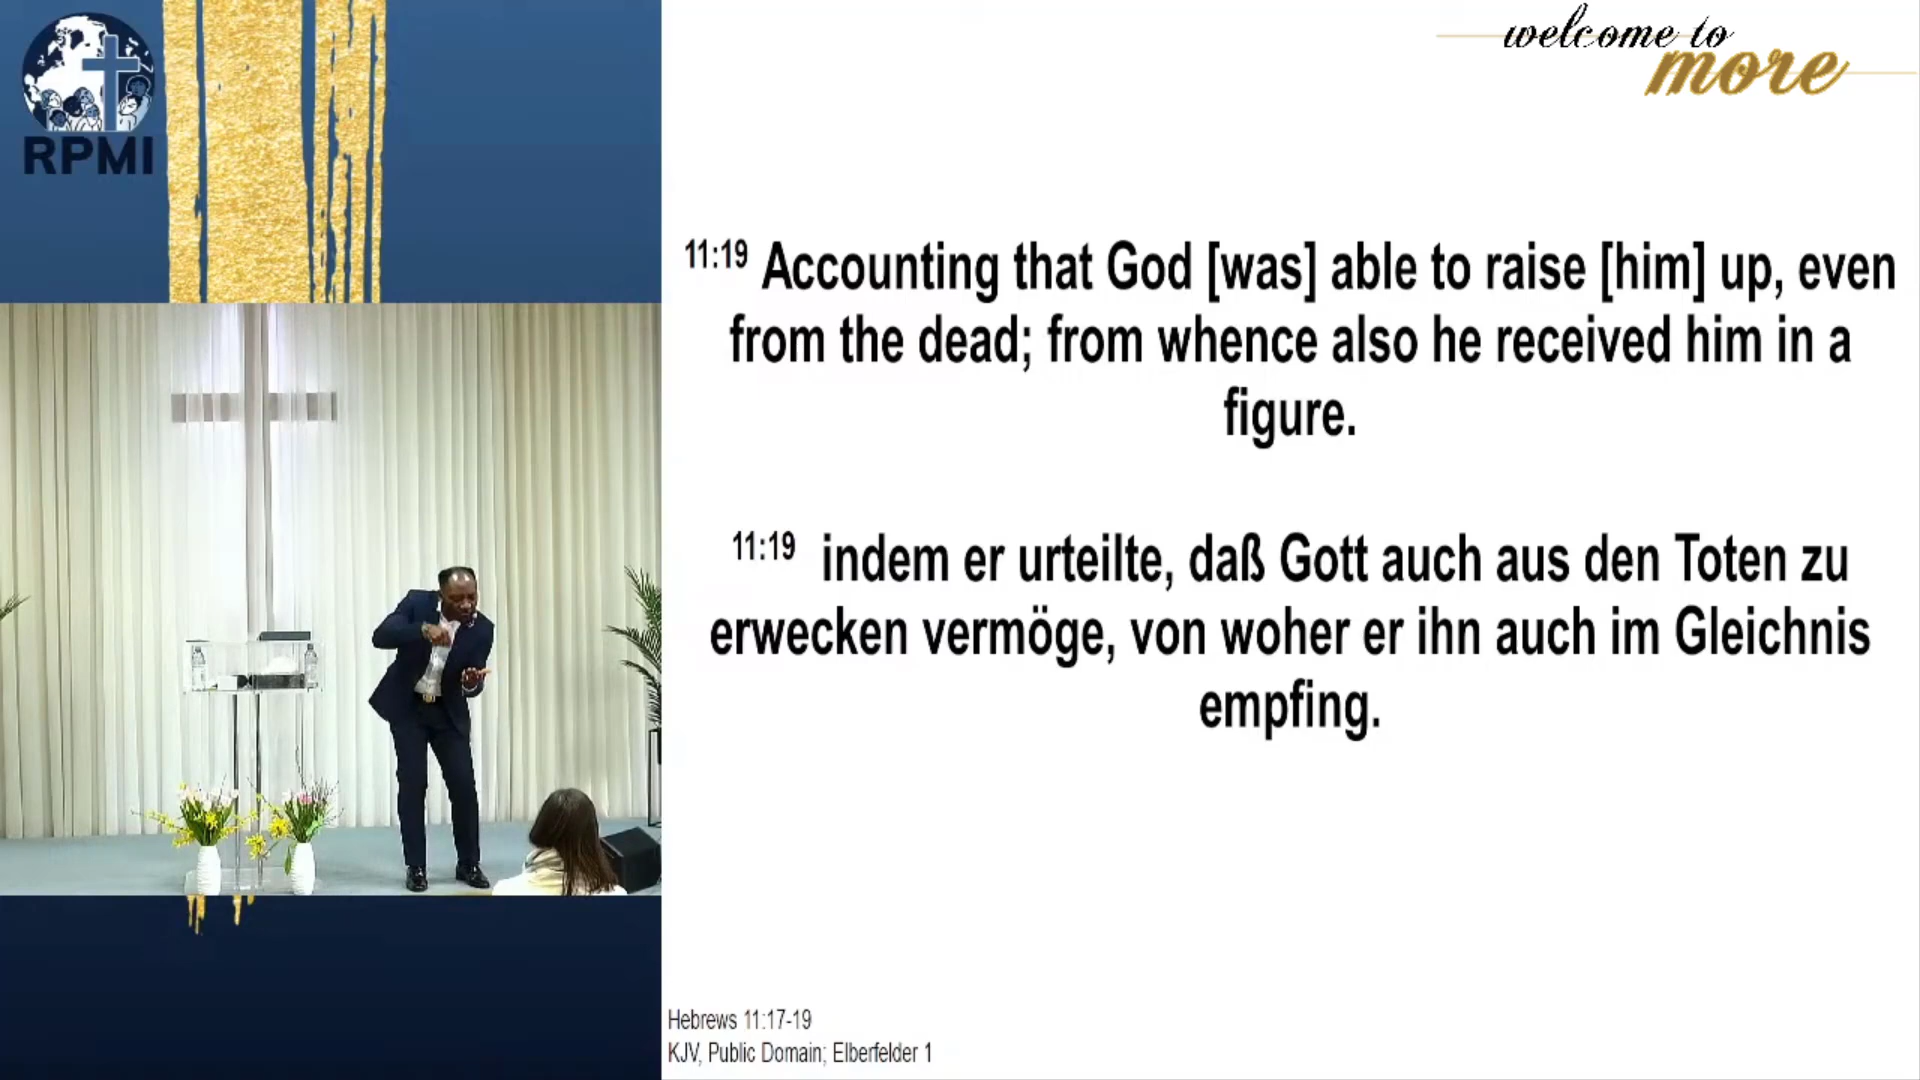 RPMI
welcome to
more
11:19 Accounting that God [was] able to raise [him] up, even
from the dead; from whence also he received him in a
figure.
11:19 indem er urteilte, daß Gott auch aus den Toten zu
erwecken vermöge, von woher er ihn auch im Gleichnis
empfing.
Hebrews 11:17-19
KJV, Public Domain; Elberfelder 1